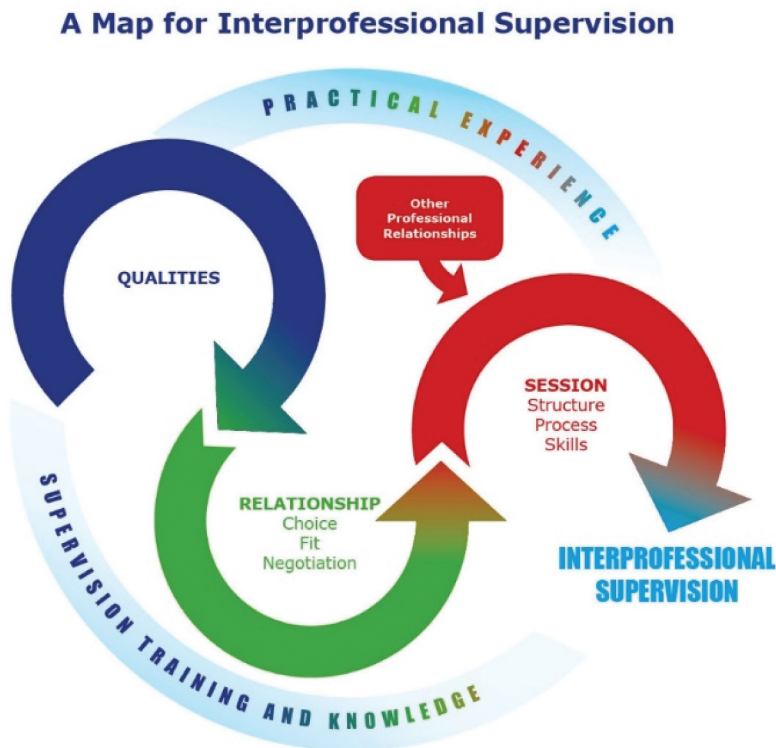 A Map for Interprofessional Supervision
PRACTICAL EXPERIENCE
Other
Professional
Relationships
QUALITIES
SESSION
Structure
Process
Skills
RELATIONSHIP
Choice
Fit
Negotiation
INTERPROFESSIONAL
SUPERVISION
SUPERVISION TRAINING AND KNOWLEDGE